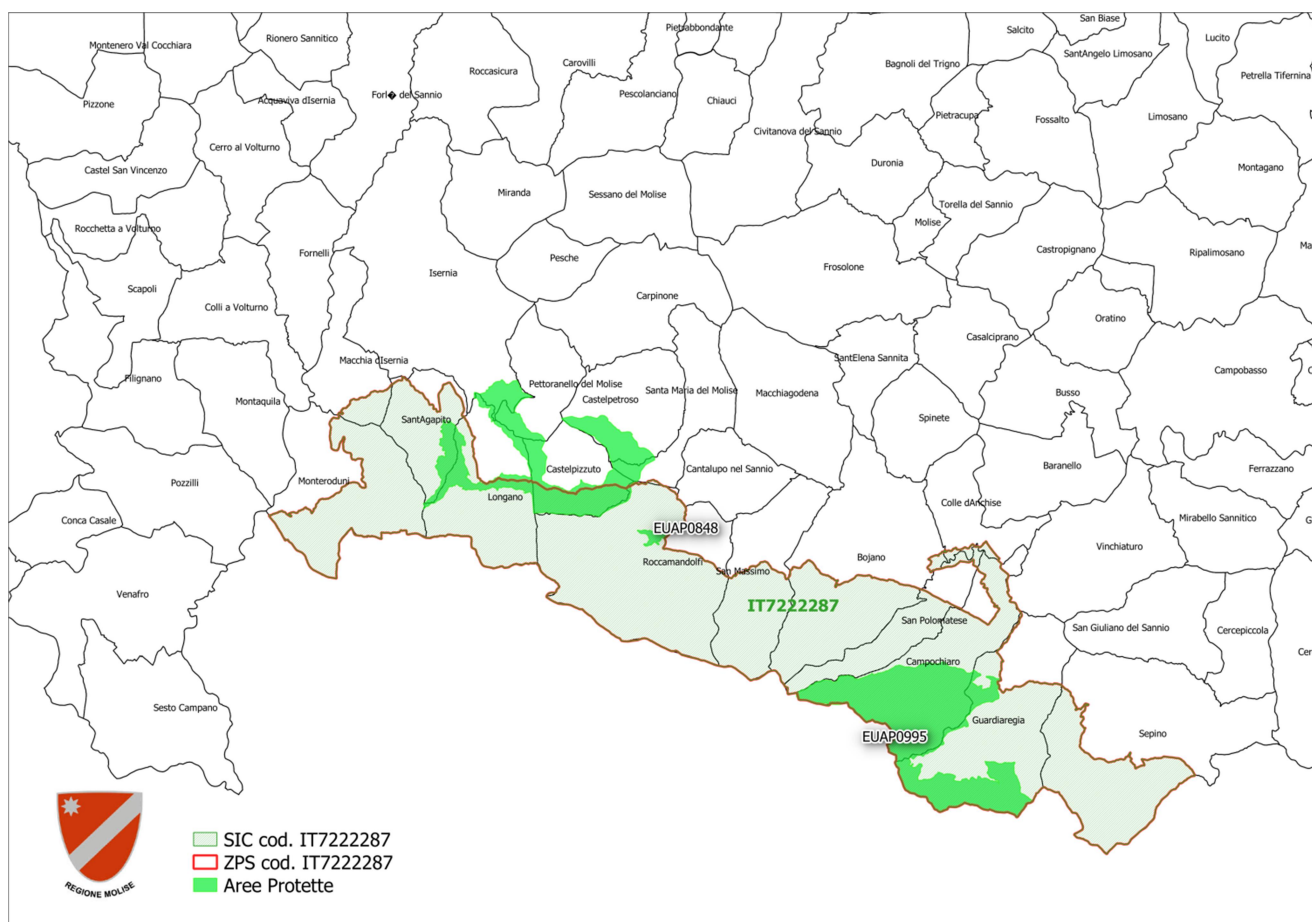 San Biase
Montenero Val Cocchiara
Rionero Sannitico
Pietrabbondante
Salcito
Lucito
SantAngelo Limosano
Roccasicura
Carovilli
Bagnoli del Trigno
Petrella Tifernina
Pizzone
Acquaviva dIsernia
Forl� del Sannio
Pescolanciano
Chiauci
Pietracupa
Fossalto
Limosano
Civitanova del Sannio
Cerro al Volturno
Castel San Vincenzo
Duronia
Montagano
Miranda
Sessano del Molise
Torella del Sannio
Rocchetta a Volturno
Molise
Fornelli
Pesche
Castropignano
Ripalimosano
Ma
Isernia
Frosolone
Scapoli
Carpinone
Colli a Volturno
Oratino
Casalciprano
Macchia dIsernia
SantElena Sannita
Filignano
Pettoranello del Molise
Santa Maria del Molise
Macchiagodena
Campobasso
C
Montaquila
Castelpetroso
Busso
SantAgapito
Spinete
Castelpizzuto
Cantalupo nel Sannio
Baranello
Ferrazzano
Pozzilli
Monteroduni
Longano
Colle dAnchise
Conca Casale
EUAP0848
Mirabello Sannitico
G
Vinchiaturo
Roccamandolfi
San Massimo
Bojano
Venafro
IT7222287
San Polomatese
San Giuliano del Sannio
Cercepiccola
Cer
Campochiaro
Sesto Campano
Guardiaregia
EUAP0995
Sepino
REGIONE MOLISE
SIC cod. IT7222287
ZPS cod. IT7222287
Aree Protette